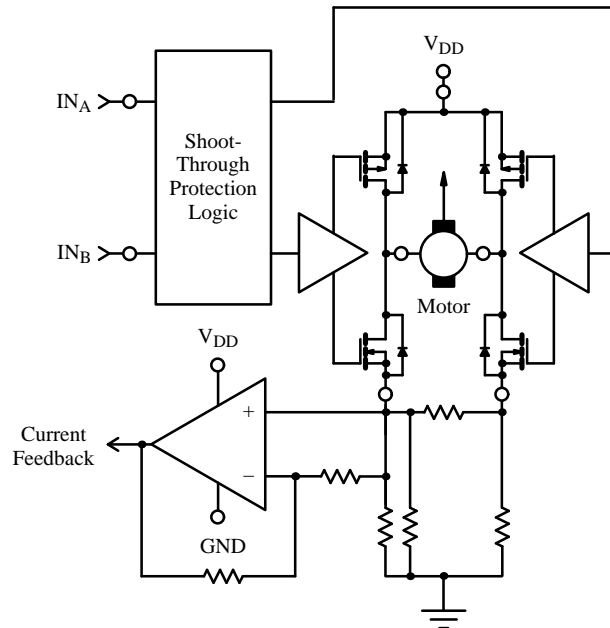 V_DD
IN_A
Shoot-
Through
Protection
Logic
IN_B
Motor
V_DD
+
Current
Feedback
−
GND